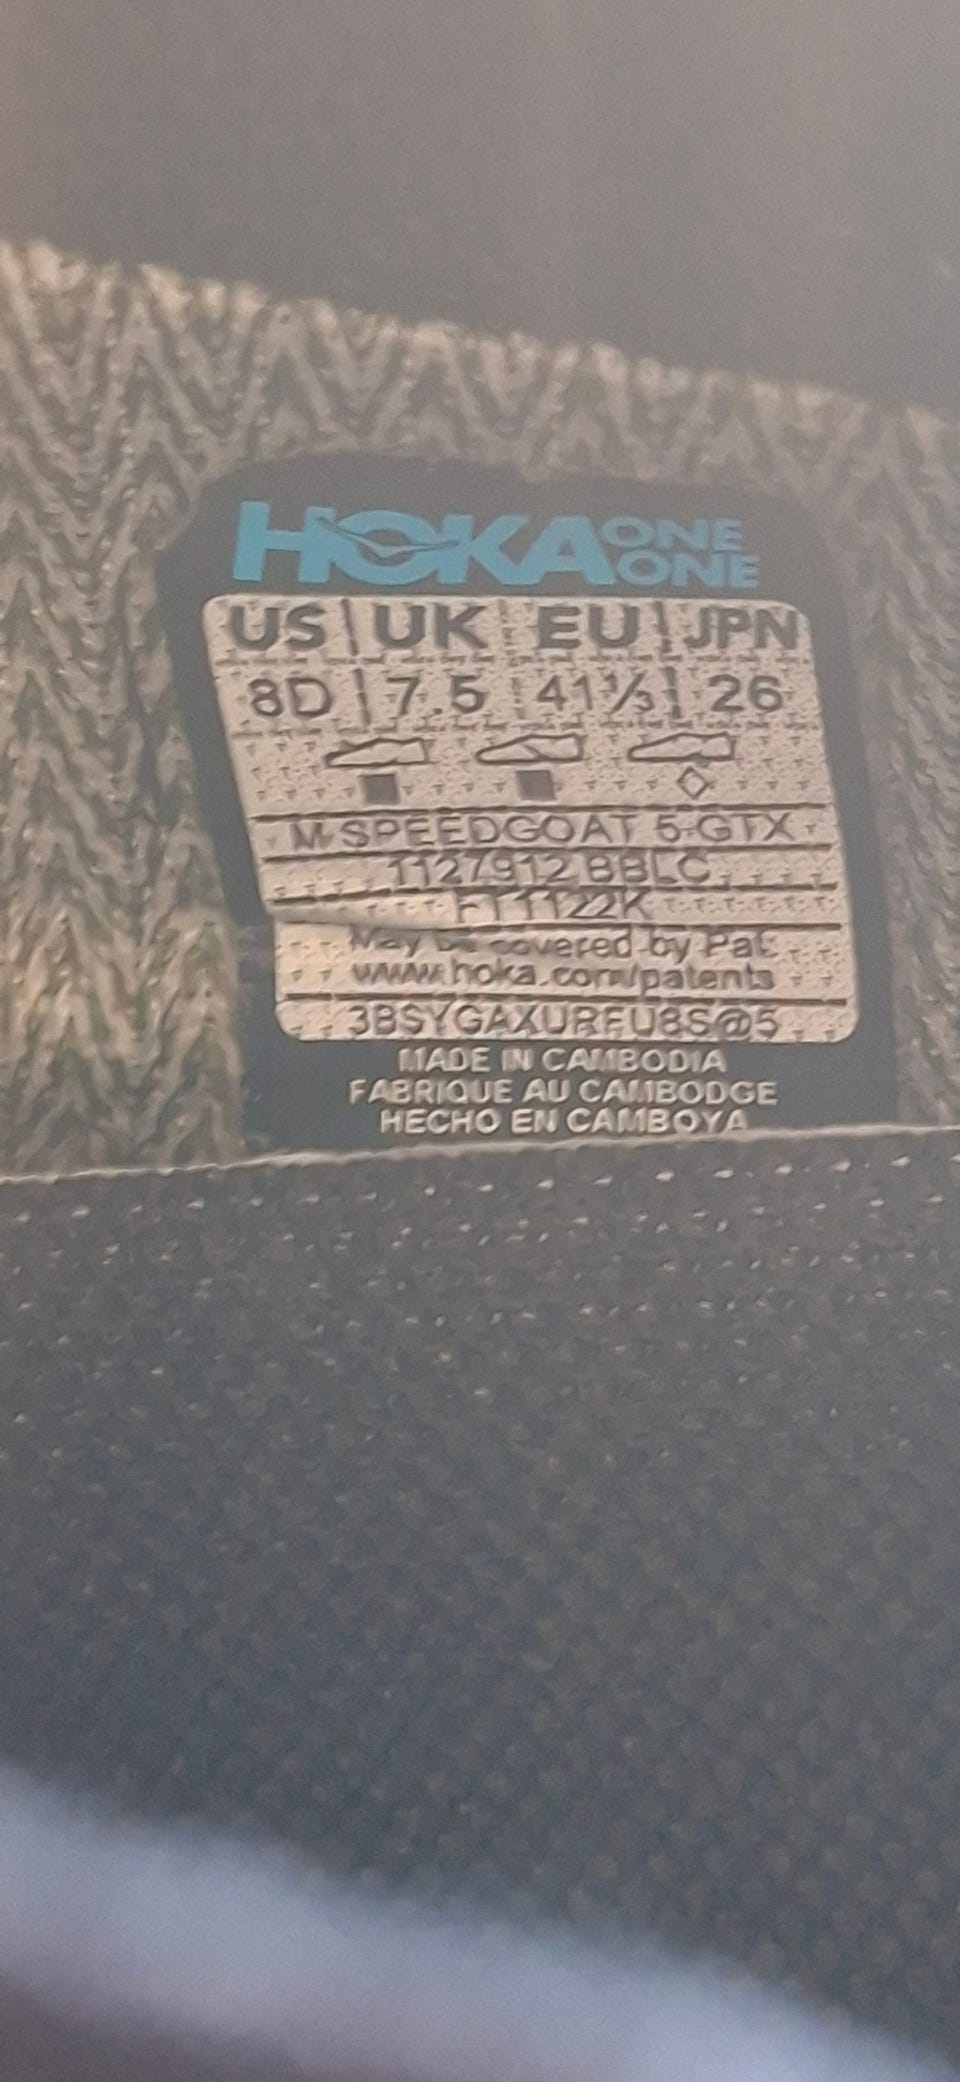 HOKA ONE ONE
US | UK | EU | JPN
8D | 7.5 | 41⅓ | 26
M SPEEDGOAT 5 GTX
1127912 BBLC
F11122K
May be covered by Pat:
www.hoka.com/patents
3BSYGAXURFU8S@5
MADE IN CAMBODIA
FABRIQUE AU CAMBODGE
HECHO EN CAMBOYA